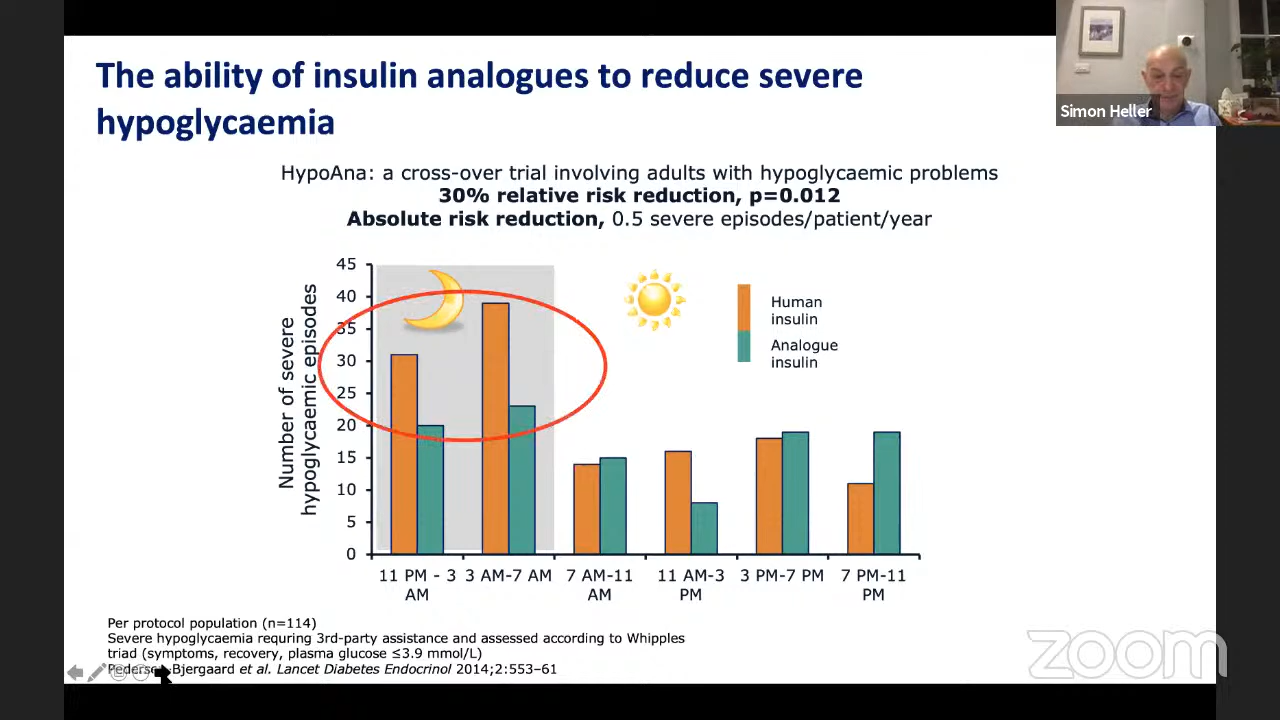 The ability of insulin analogues to reduce severe
hypoglycaemia
Simon Heller
HypoAna: a cross-over trial involving adults with hypoglycaemic problems
30% relative risk reduction, p=0.012
Absolute risk reduction, 0.5 severe episodes/patient/year
Number of severe
hypoglycaemic episodes
45
40
35
30
25
20
15
10
5
0
Human
insulin
Analogue
insulin
11 PM - 3
AM
3 AM-7 AM
7 AM-11
AM
11 AM-3
PM
3 PM-7 PM
7 PM-11
PM
Per protocol population (n=114)
Severe hypoglycaemia requring 3rd-party assistance and assessed according to Whipples
triad (symptoms, recovery, plasma glucose ≤3.9 mmol/L)
Pedersen-Bjergaard et al. Lancet Diabetes Endocrinol 2014;2:553–61
zoom